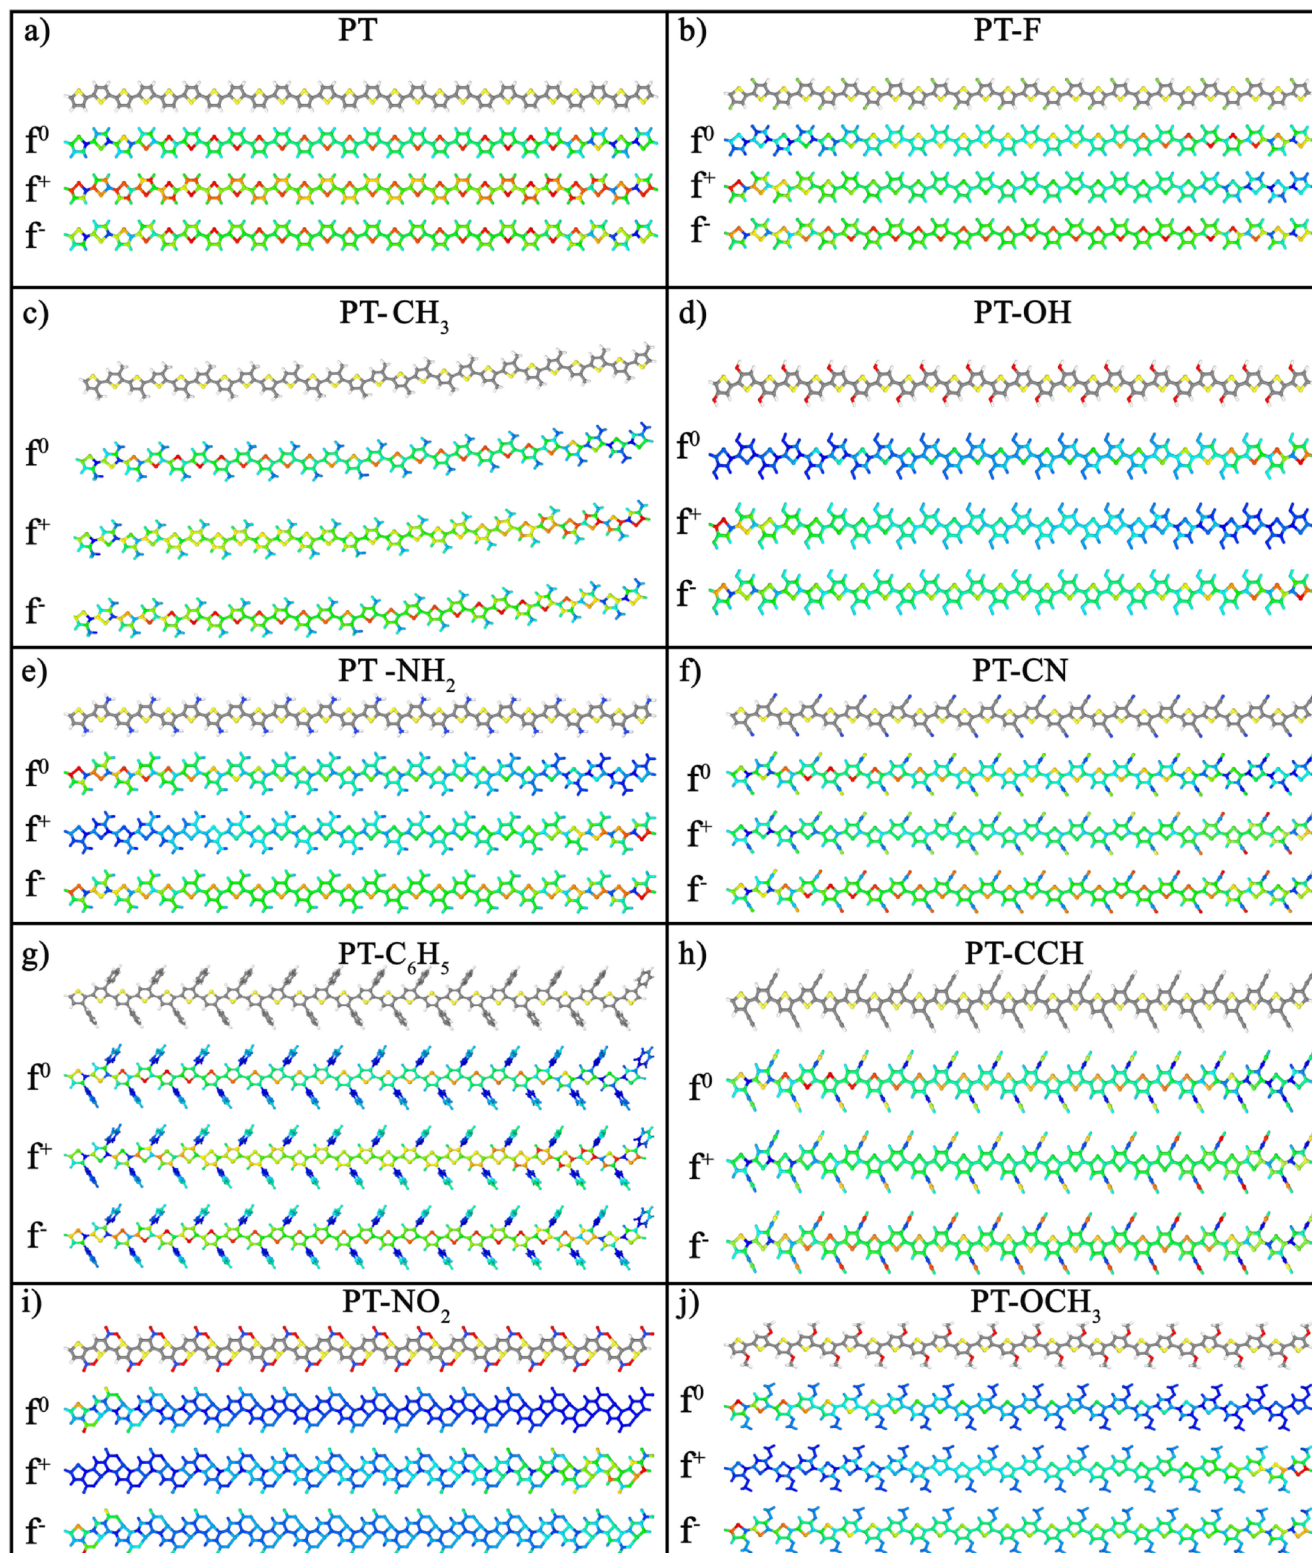 a) PT
f⁰
f⁺
f⁻
b) PT-F
f⁰
f⁺
f⁻
c) PT-CH₃
f⁰
f⁺
f⁻
d) PT-OH
f⁰
f⁺
f⁻
e) PT -NH₂
f⁰
f⁺
f⁻
f) PT-CN
f⁰
f⁺
f⁻
g) PT-C₆H₅
f⁰
f⁺
f⁻
h) PT-CCH
f⁰
f⁺
f⁻
i) PT-NO₂
f⁰
f⁺
f⁻
j) PT-OCH₃
f⁰
f⁺
f⁻